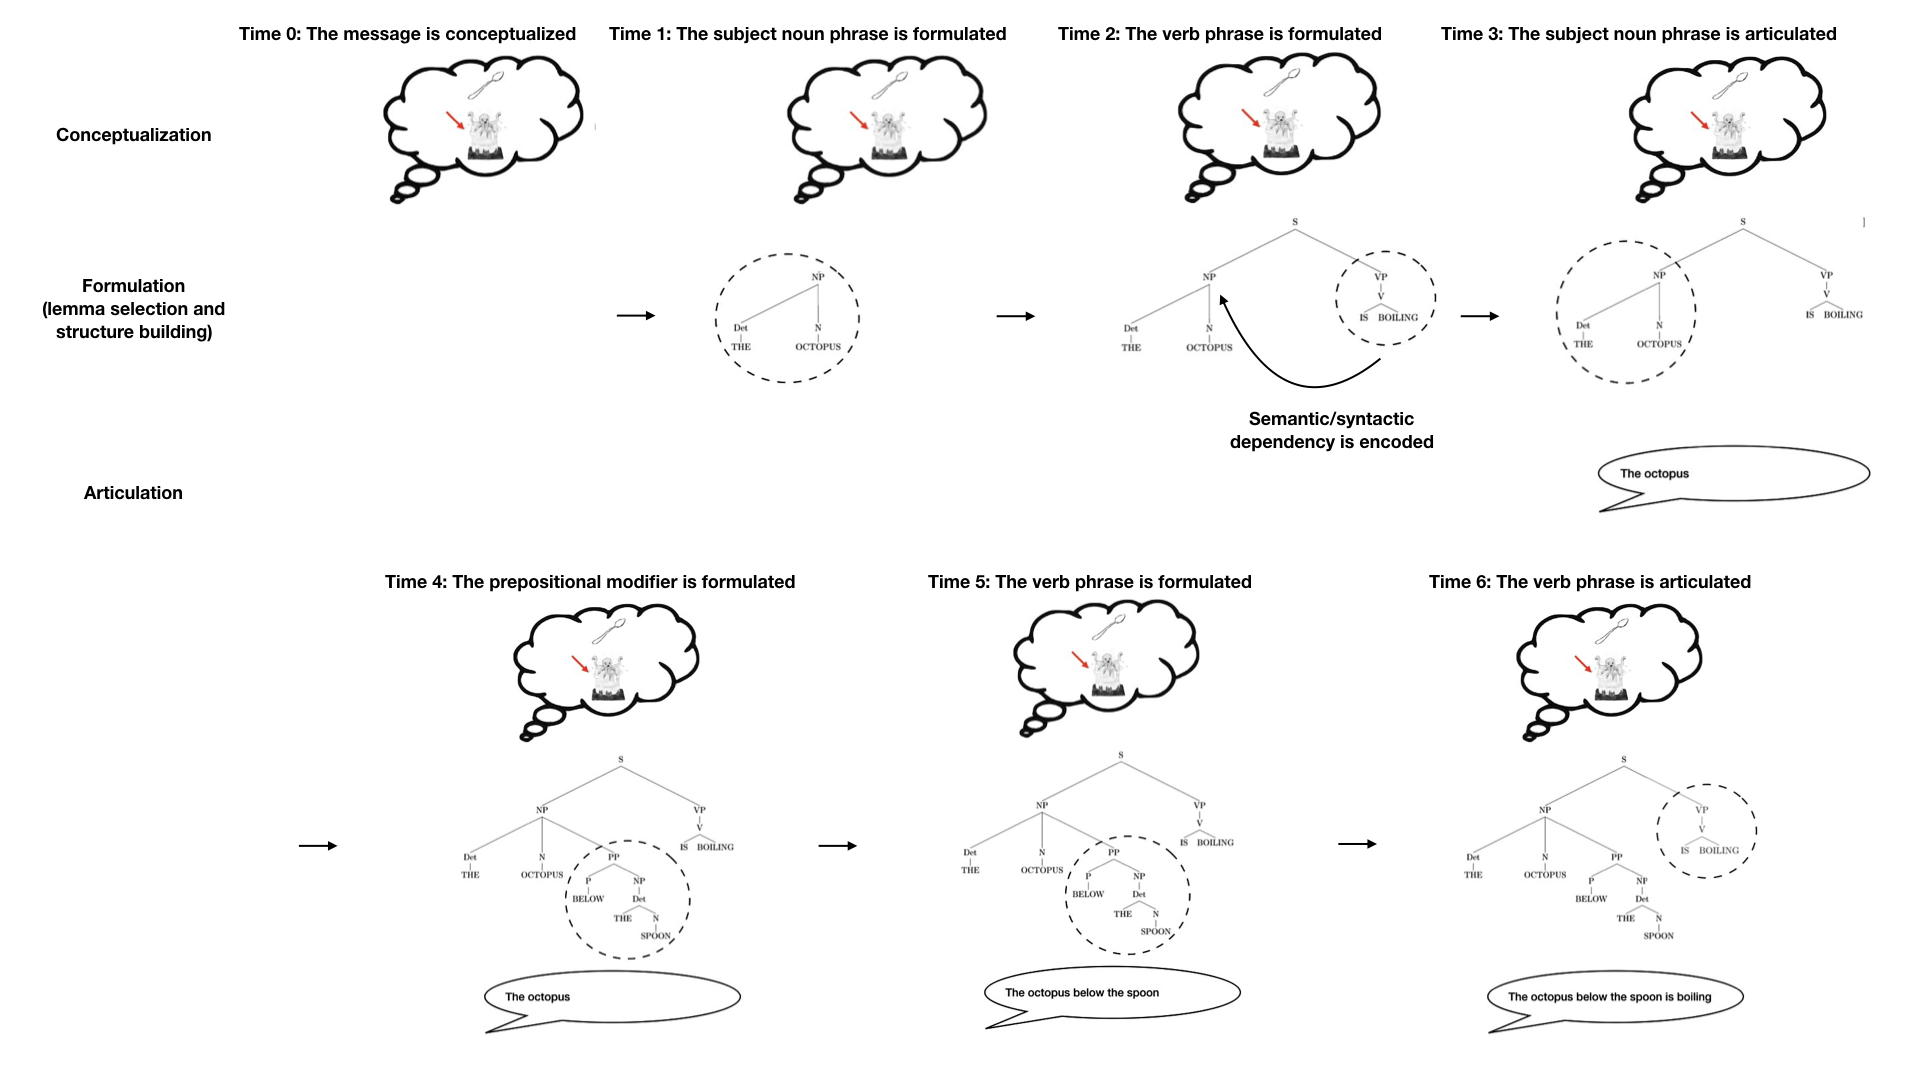 Time 0: The message is conceptualized
Time 1: The subject noun phrase is formulated
Time 2: The verb phrase is formulated
Time 3: The subject noun phrase is articulated
Conceptualization
Formulation
(lemma selection and
structure building)
NP
Det N
THE OCTOPUS
S
NP VP
V
IS BOILING
Det N
THE OCTOPUS
S
NP VP
V
IS BOILING
Det N
THE OCTOPUS
Semantic/syntactic
dependency is encoded
Articulation
The octopus
Time 4: The prepositional modifier is formulated
Time 5: The verb phrase is formulated
Time 6: The verb phrase is articulated
S
NP VP
V
IS BOILING
Det N PP
THE OCTOPUS
P NP
BELOW Det
THE N
SPOON
S
NP VP
V
IS BOILING
Det N PP
THE OCTOPUS
P NP
BELOW Det
THE N
SPOON
S
NP VP
V
IS BOILING
Det N PP
THE OCTOPUS
P NP
BELOW Det
THE N
SPOON
The octopus
The octopus below the spoon
The octopus below the spoon is boiling